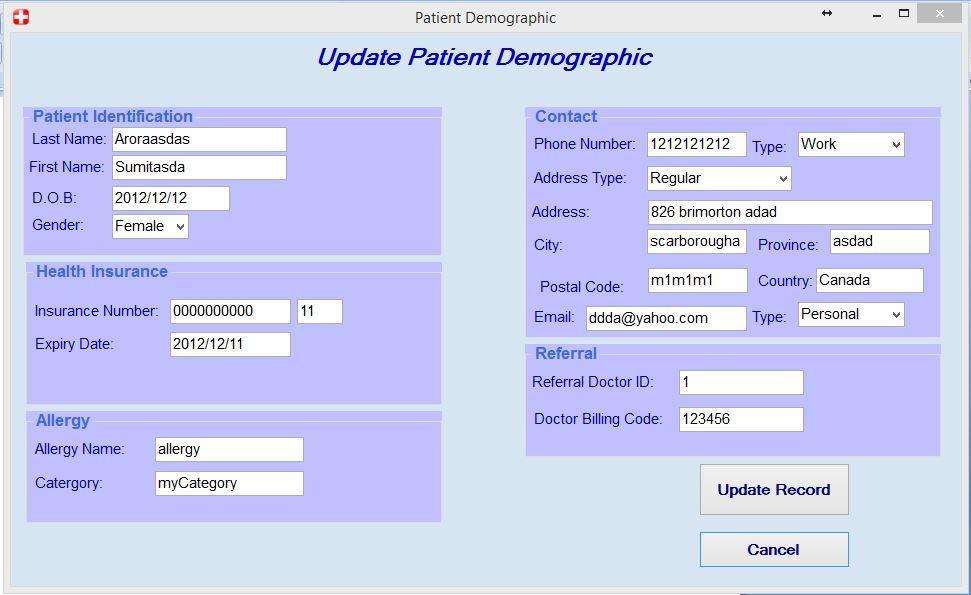 Patient Demographic
Update Patient Demographic
Patient Identification
Last Name: Aroraasdas
First Name: Sumitasda
D.O.B: 2012/12/12
Gender: Female
Health Insurance
Insurance Number: 0000000000 11
Expiry Date: 2012/12/11
Allergy
Allergy Name: allergy
Catergory: myCategory
Contact
Phone Number: 1212121212 Type: Work
Address Type: Regular
Address: 826 brimorton adad
City: scarborougha Province: asdad
Postal Code: m1m1m1 Country: Canada
Email: ddda@yahoo.com Type: Personal
Referral
Referral Doctor ID: 1
Doctor Billing Code: 123456
Update Record
Cancel